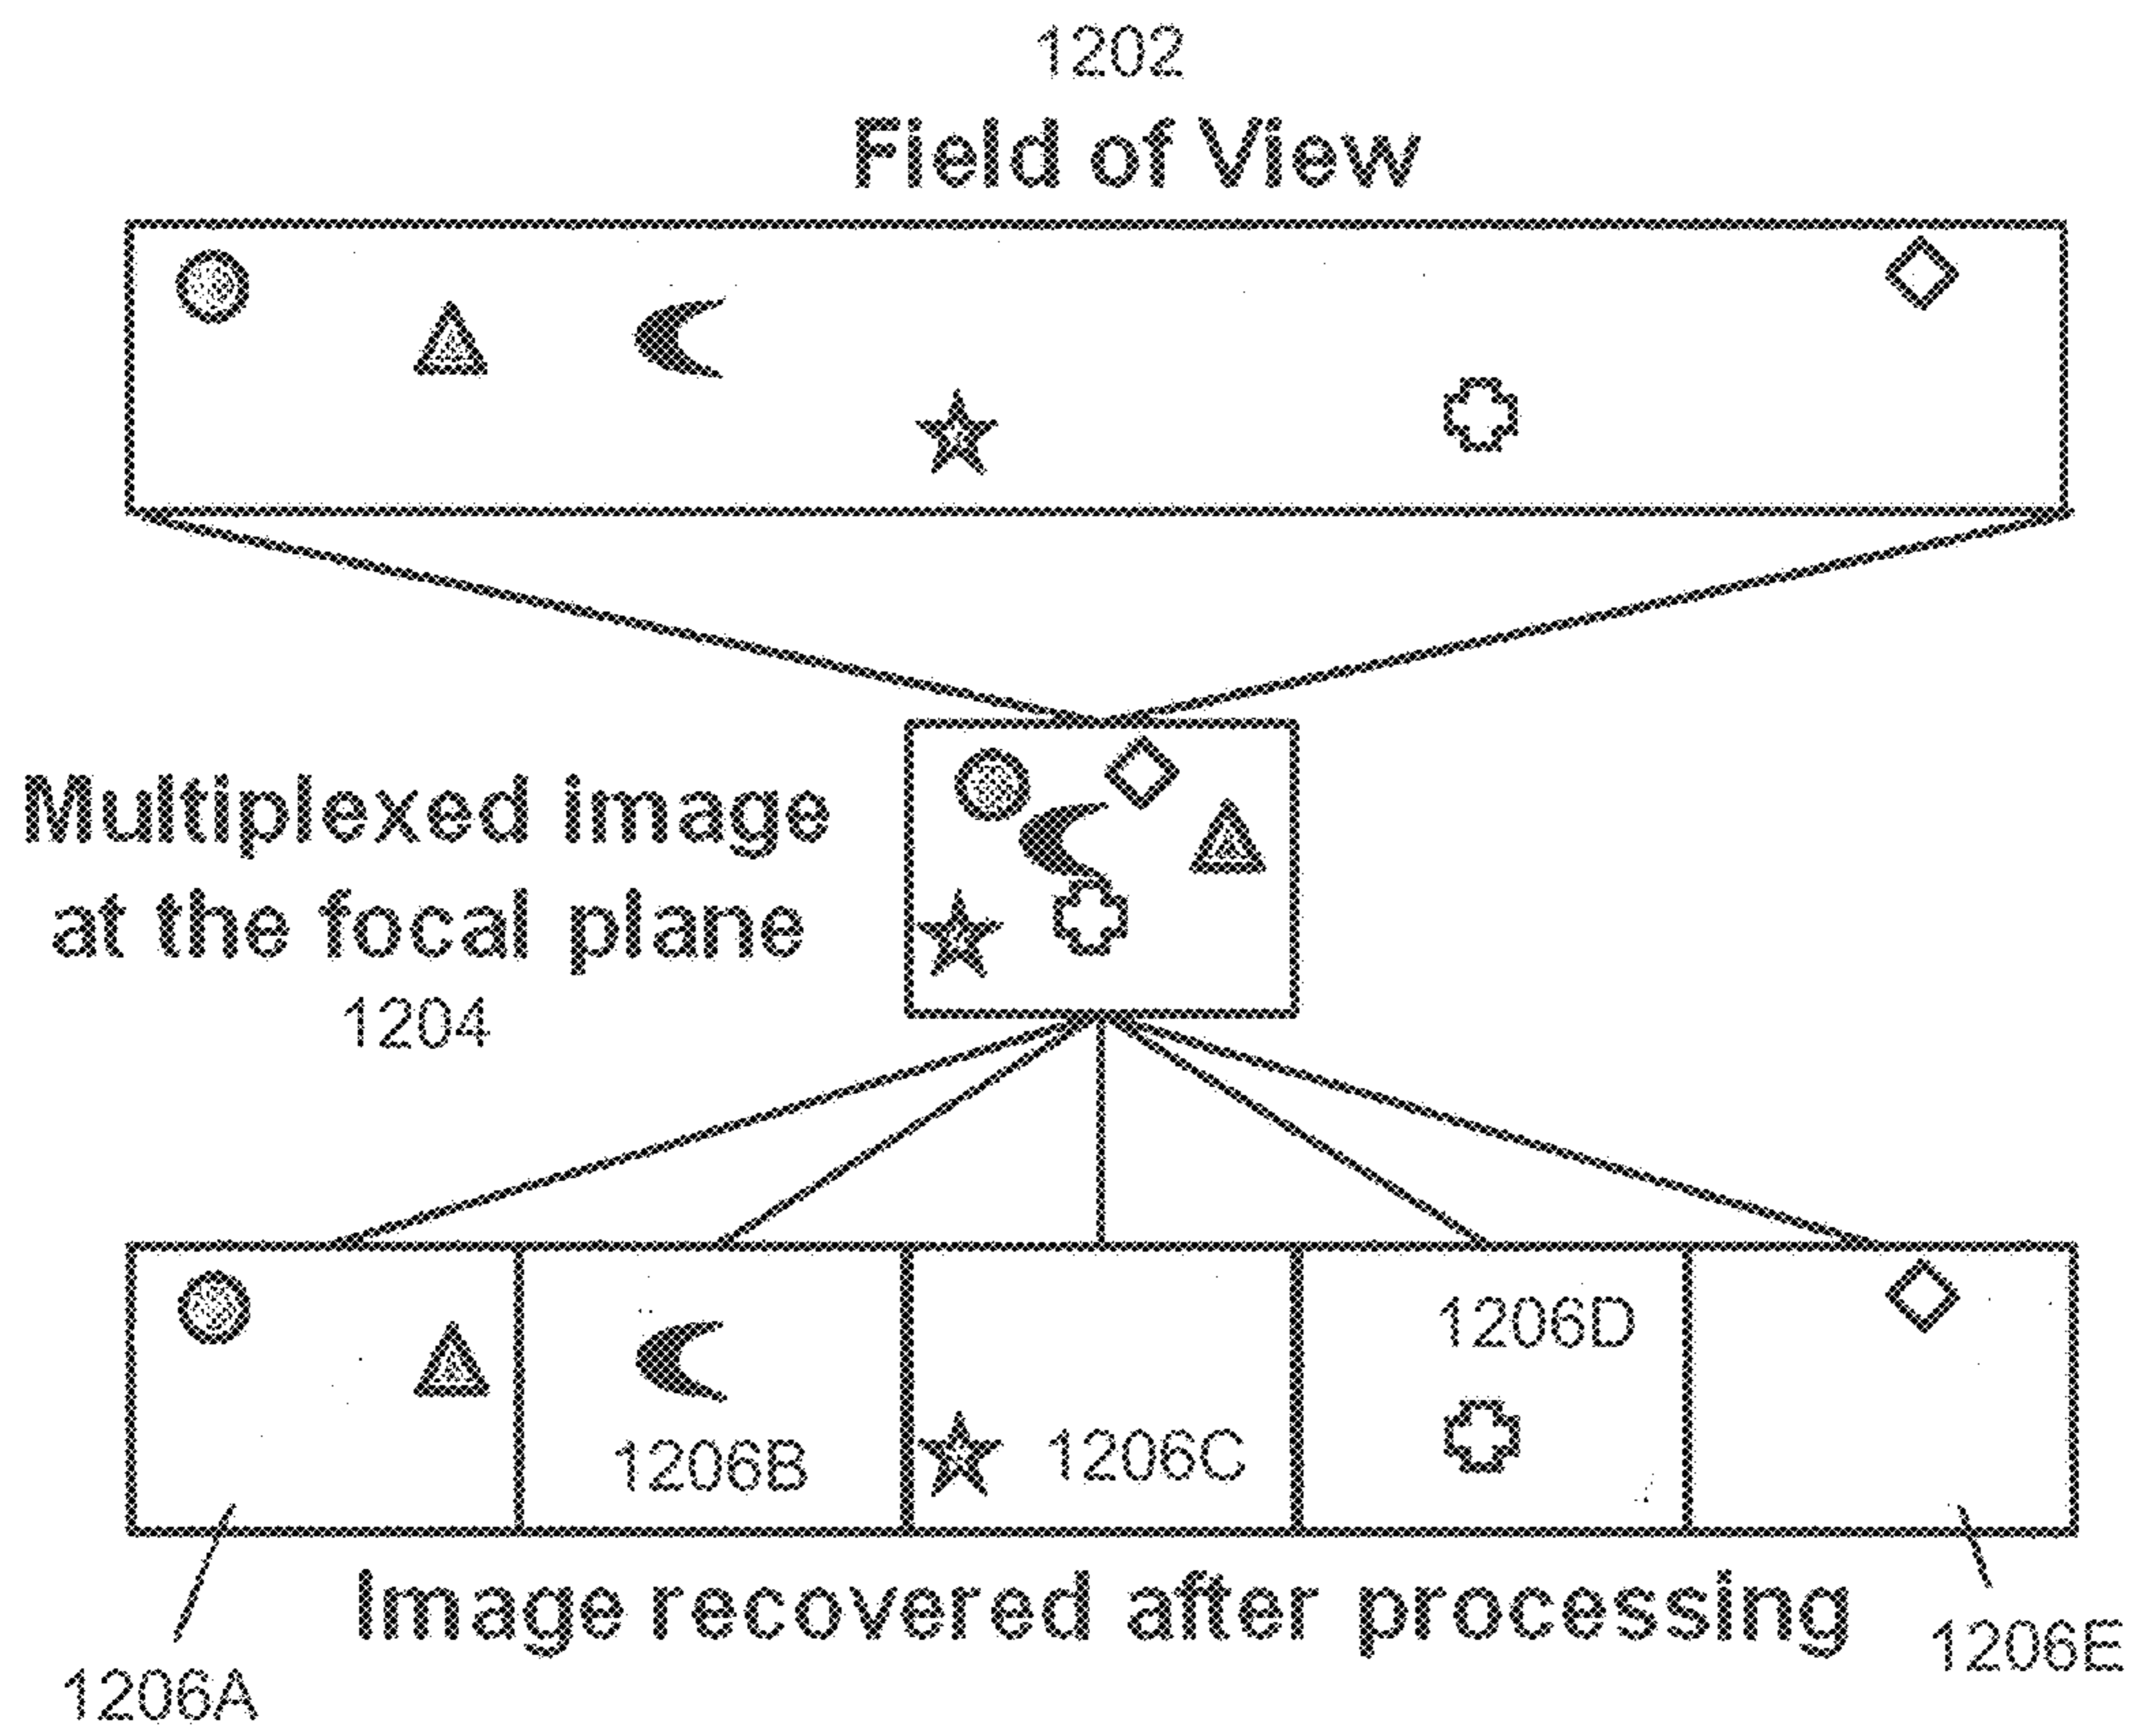 1202
Field of View
Multiplexed image
at the focal plane
1204
1206D
1206B
1206C
Image recovered after processing
1206A
1206E